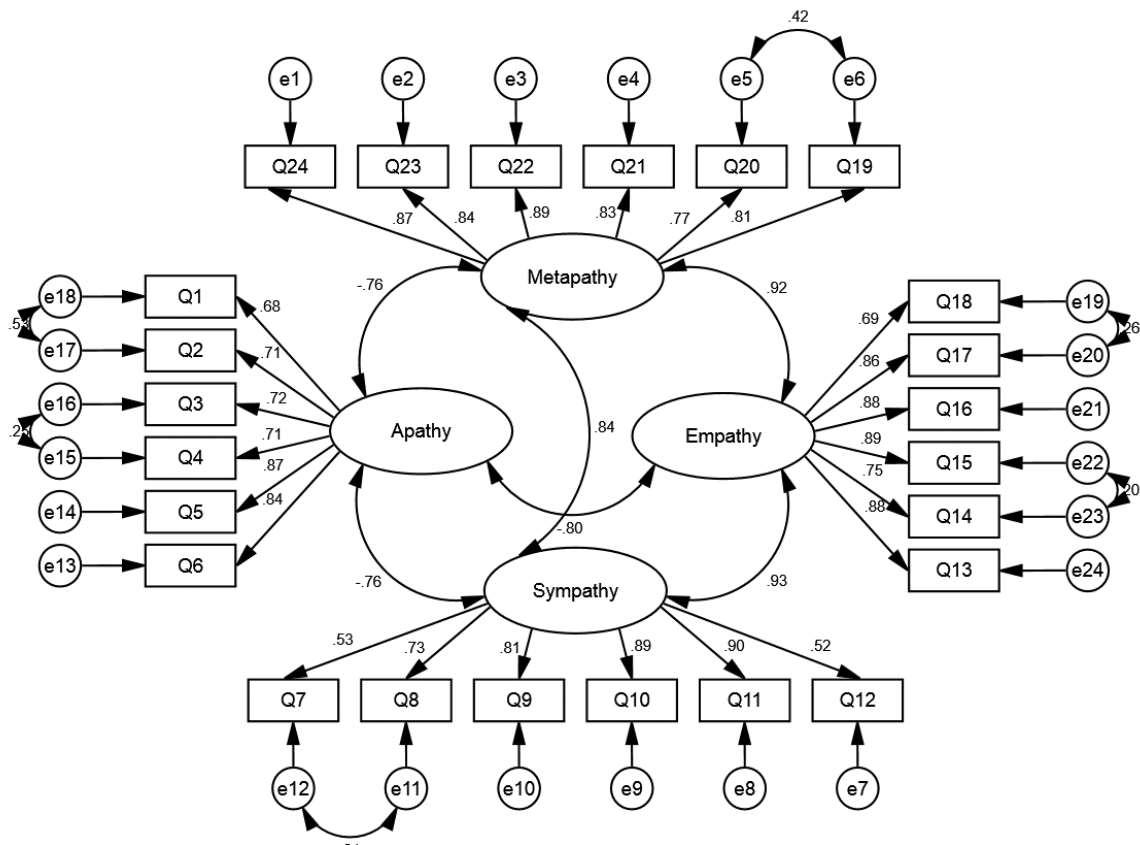 .42
e1 e2 e3 e4 e5 e6
Q24 Q23 Q22 Q21 Q20 Q19
.87 .84 .89 .83 .77 .81
Metapathy
-.76 .92
e18 Q1 .68
e17 Q2 .71
e16 Q3 .72
e15 Q4 .71
e14 Q5 .87
e13 Q6 .84
Apathy
.84
Empathy
.69 Q18 e19
.26
.86 Q17 e20
.88 Q16 e21
.89 Q15 e22
.20
.75 Q14 e23
.88 Q13 e24
-.80
-.76 .93
Sympathy
.53 .73 .81 .89 .90 .52
Q7 Q8 Q9 Q10 Q11 Q12
e12 e11 e10 e9 e8 e7